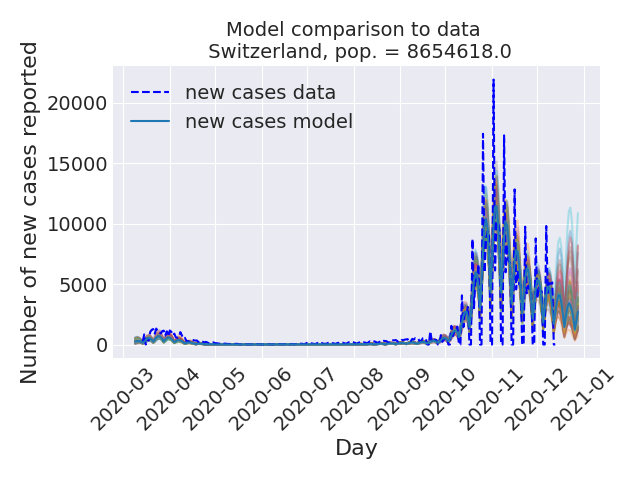 Model comparison to data
Switzerland, pop. = 8654618.0
Number of new cases reported
20000
15000
10000
5000
0
new cases data
new cases model
2020-03
2020-04
2020-05
2020-06
2020-07
2020-08
2020-09
2020-10
2020-11
2020-12
2021-01
Day